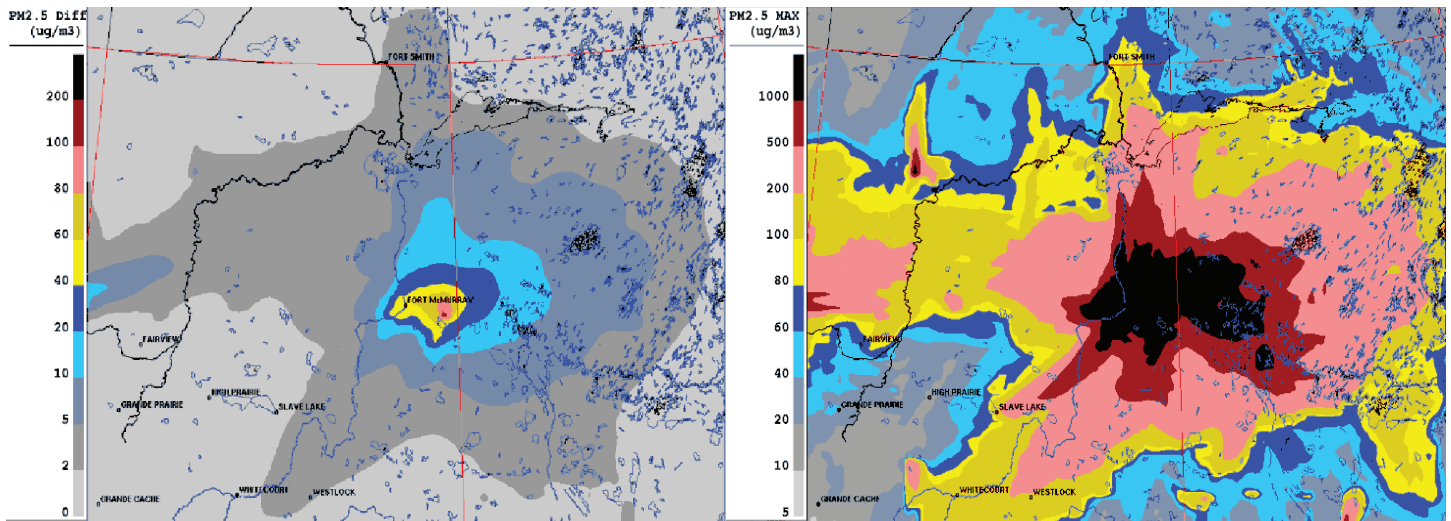 PM2.5 Diff
(ug/m3)
200
100
80
60
40
20
10
5
2
0
FORT SMITH
FORT McMURRAY
FAIRVIEW
HIGH PRAIRIE
GRANDE PRAIRIE
SLAVE LAKE
WHITECOURT
WESTLOCK
GRANDE CACHE
PM2.5 MAX
(ug/m3)
1000
500
200
100
80
60
40
20
10
5
FORT SMITH
FAIRVIEW
HIGH PRAIRIE
GRANDE PRAIRIE
SLAVE LAKE
WHITECOURT
WESTLOCK
GRANDE CACHE